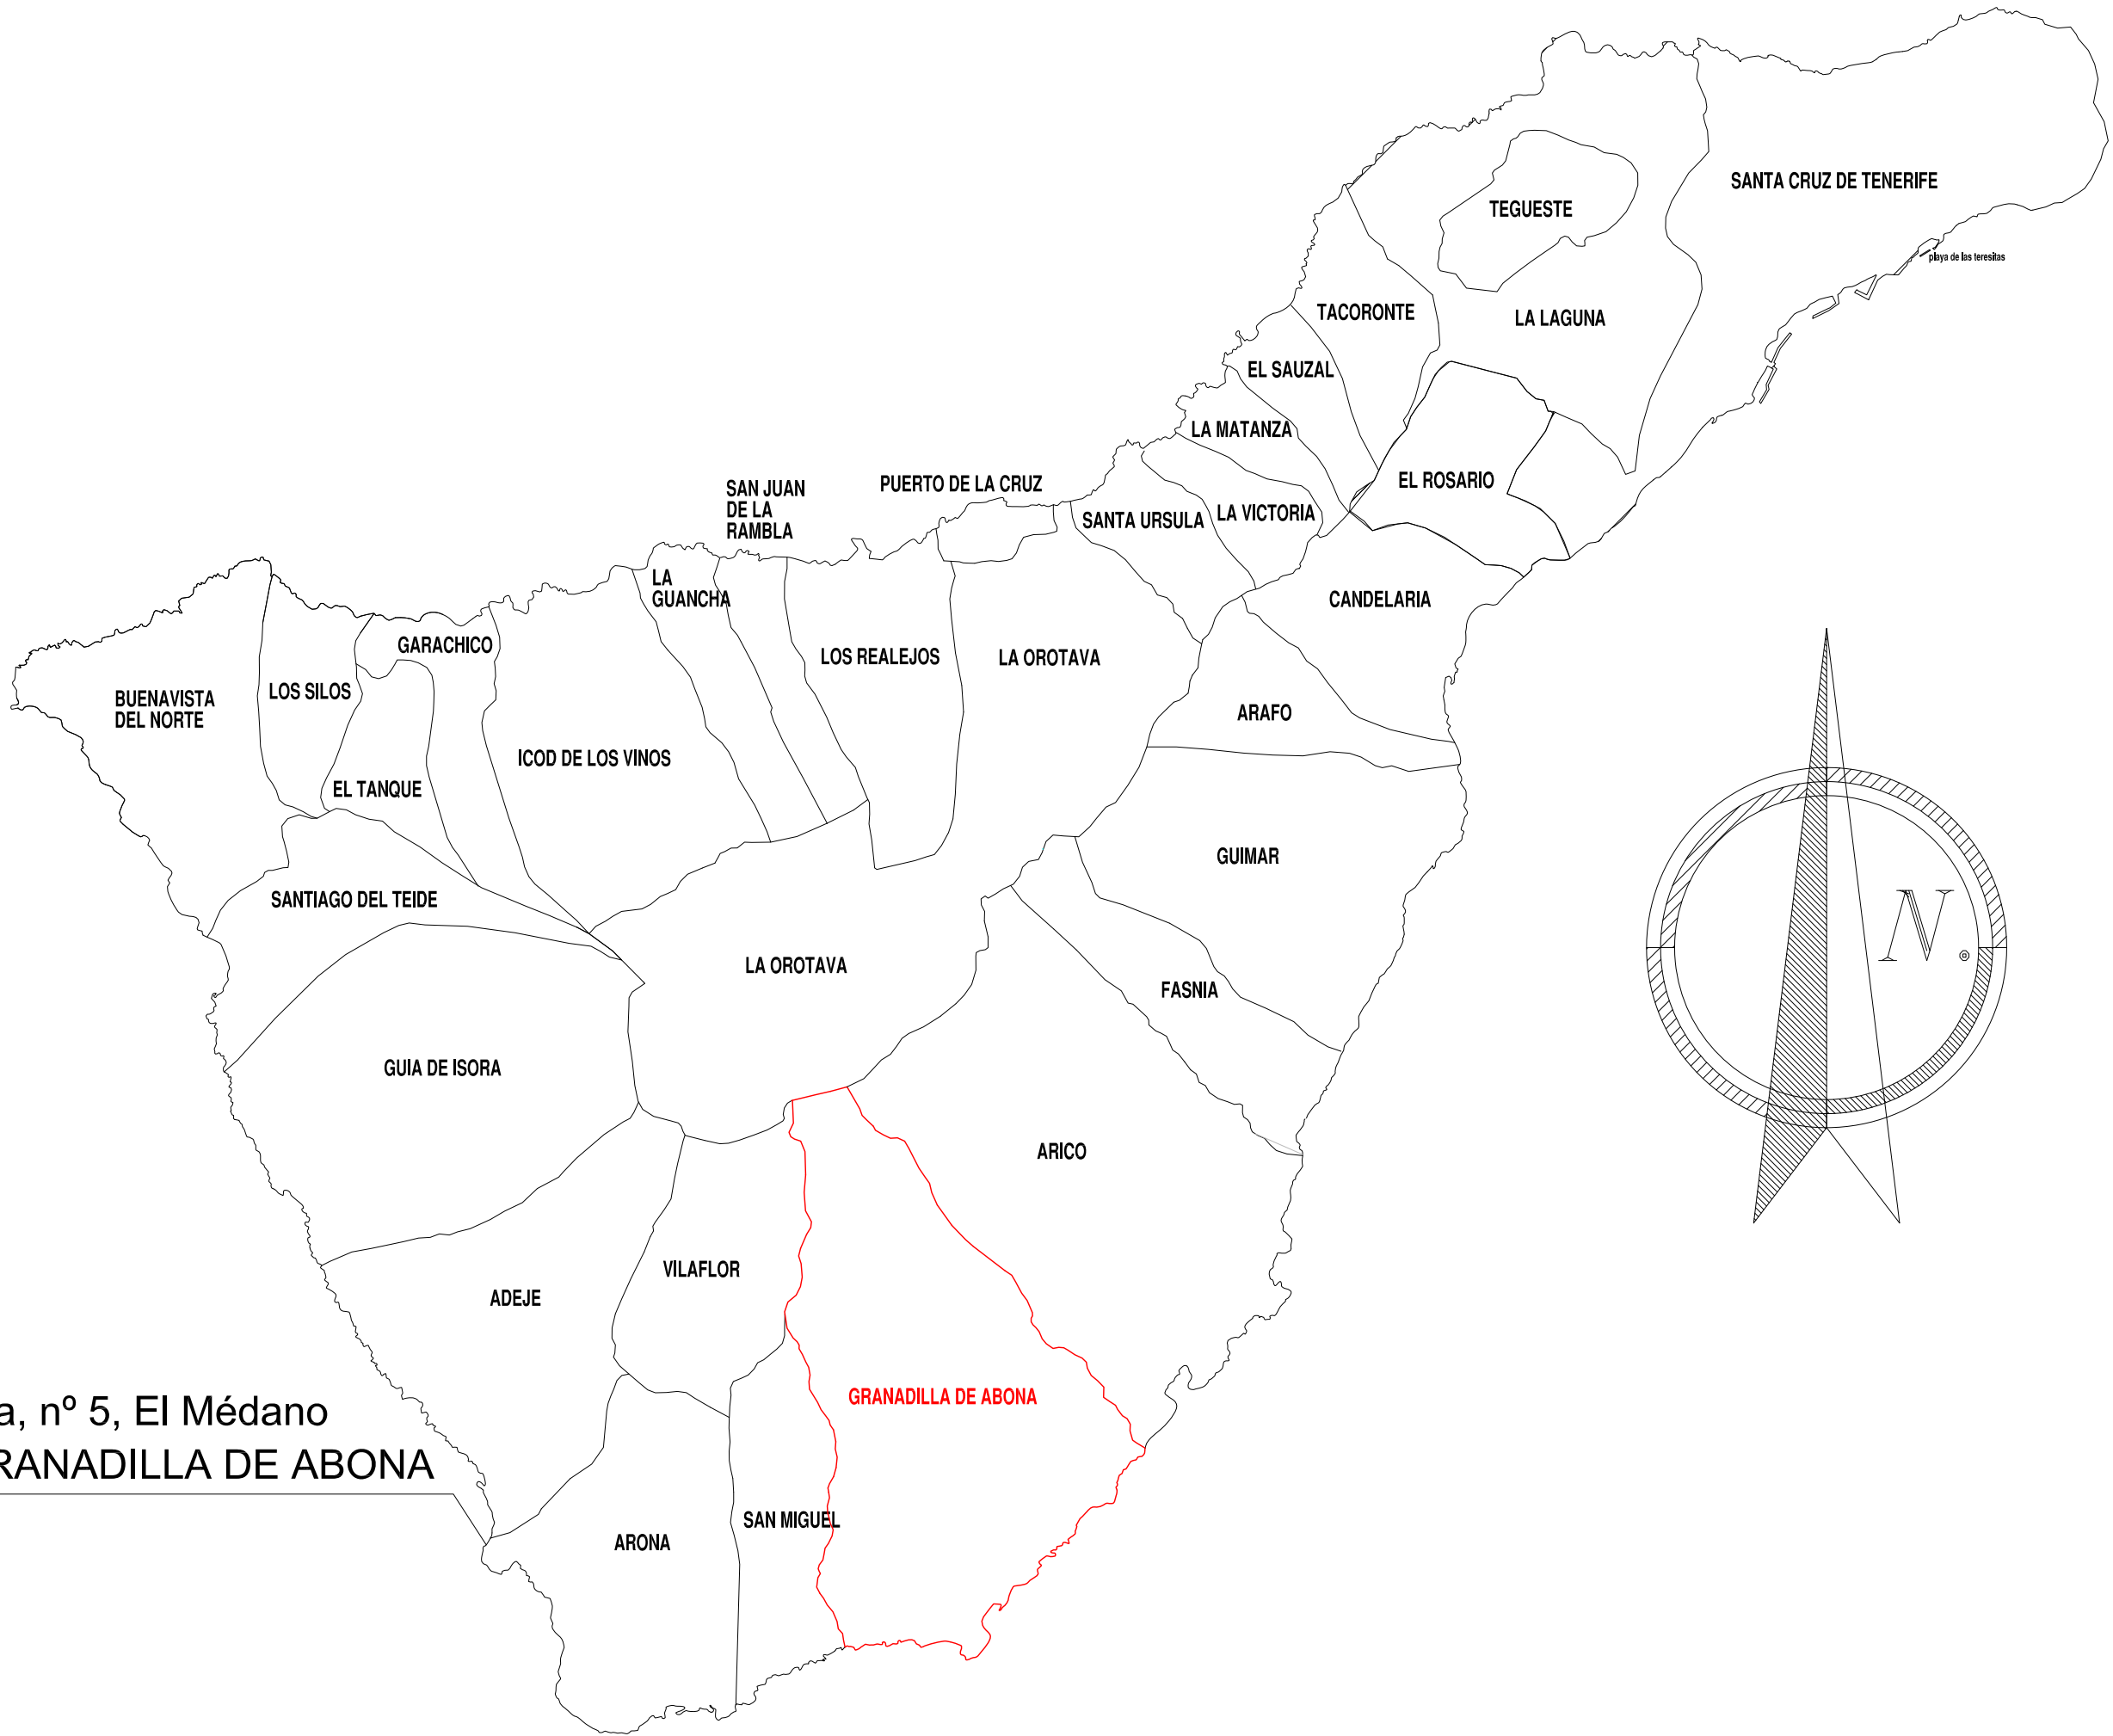 SANTA CRUZ DE TENERIFE
TEGUESTE
playa de las teresitas
TACORONTE
LA LAGUNA
EL SAUZAL
LA MATANZA
EL ROSARIO
PUERTO DE LA CRUZ
SAN JUAN
DE LA
RAMBLA
SANTA URSULA
LA VICTORIA
LA
GUANCHA
CANDELARIA
GARACHICO
LOS REALEJOS
LA OROTAVA
BUENAVISTA
DEL NORTE
LOS SILOS
ARAFO
ICOD DE LOS VINOS
EL TANQUE
GUIMAR
SANTIAGO DEL TEIDE
N
LA OROTAVA
FASNIA
GUIA DE ISORA
ARICO
VILAFLOR
ADEJE
GRANADILLA DE ABONA
a, nº 5, El Médano
RANADILLA DE ABONA
SAN MIGUEL
ARONA